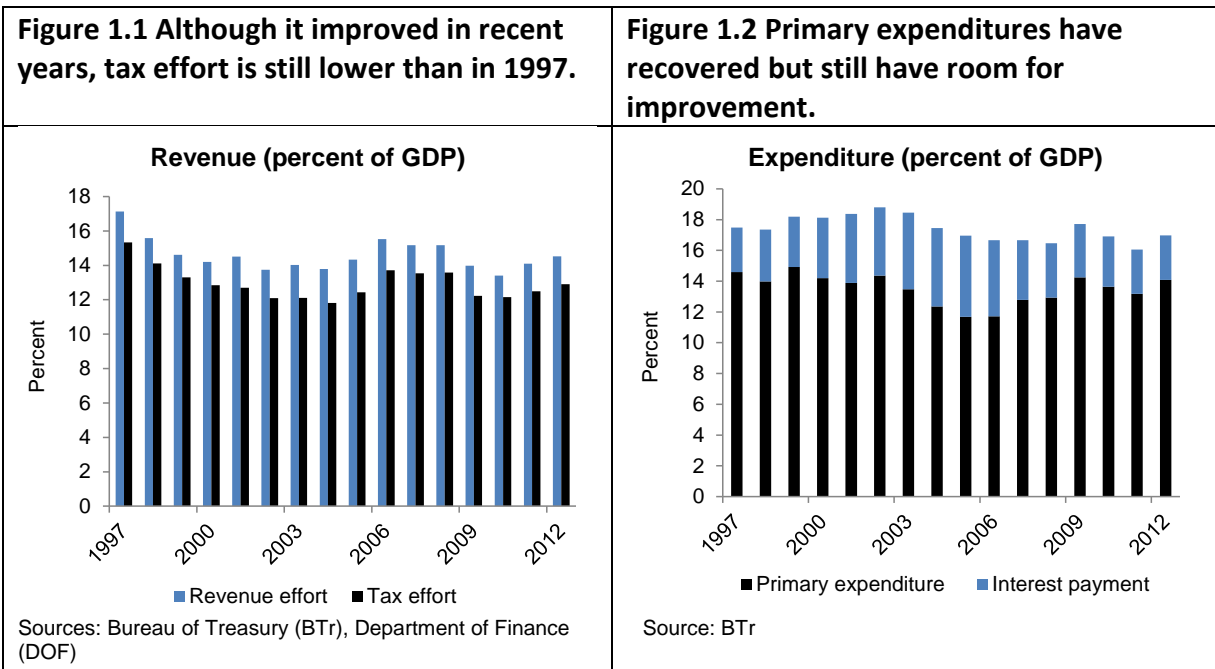 Figure 1.1 Although it improved in recent
years, tax effort is still lower than in 1997.
Revenue (percent of GDP)
18
16
14
12
10
8
6
4
2
0
Percent
1997
2000
2003
2006
2009
2012
Revenue effort Tax effort
Sources: Bureau of Treasury (BTr), Department of Finance
(DOF)
Figure 1.2 Primary expenditures have
recovered but still have room for
improvement.
Expenditure (percent of GDP)
20
18
16
14
12
10
8
6
4
2
0
Percent
1997
2000
2003
2006
2009
2012
Primary expenditure Interest payment
Source: BTr